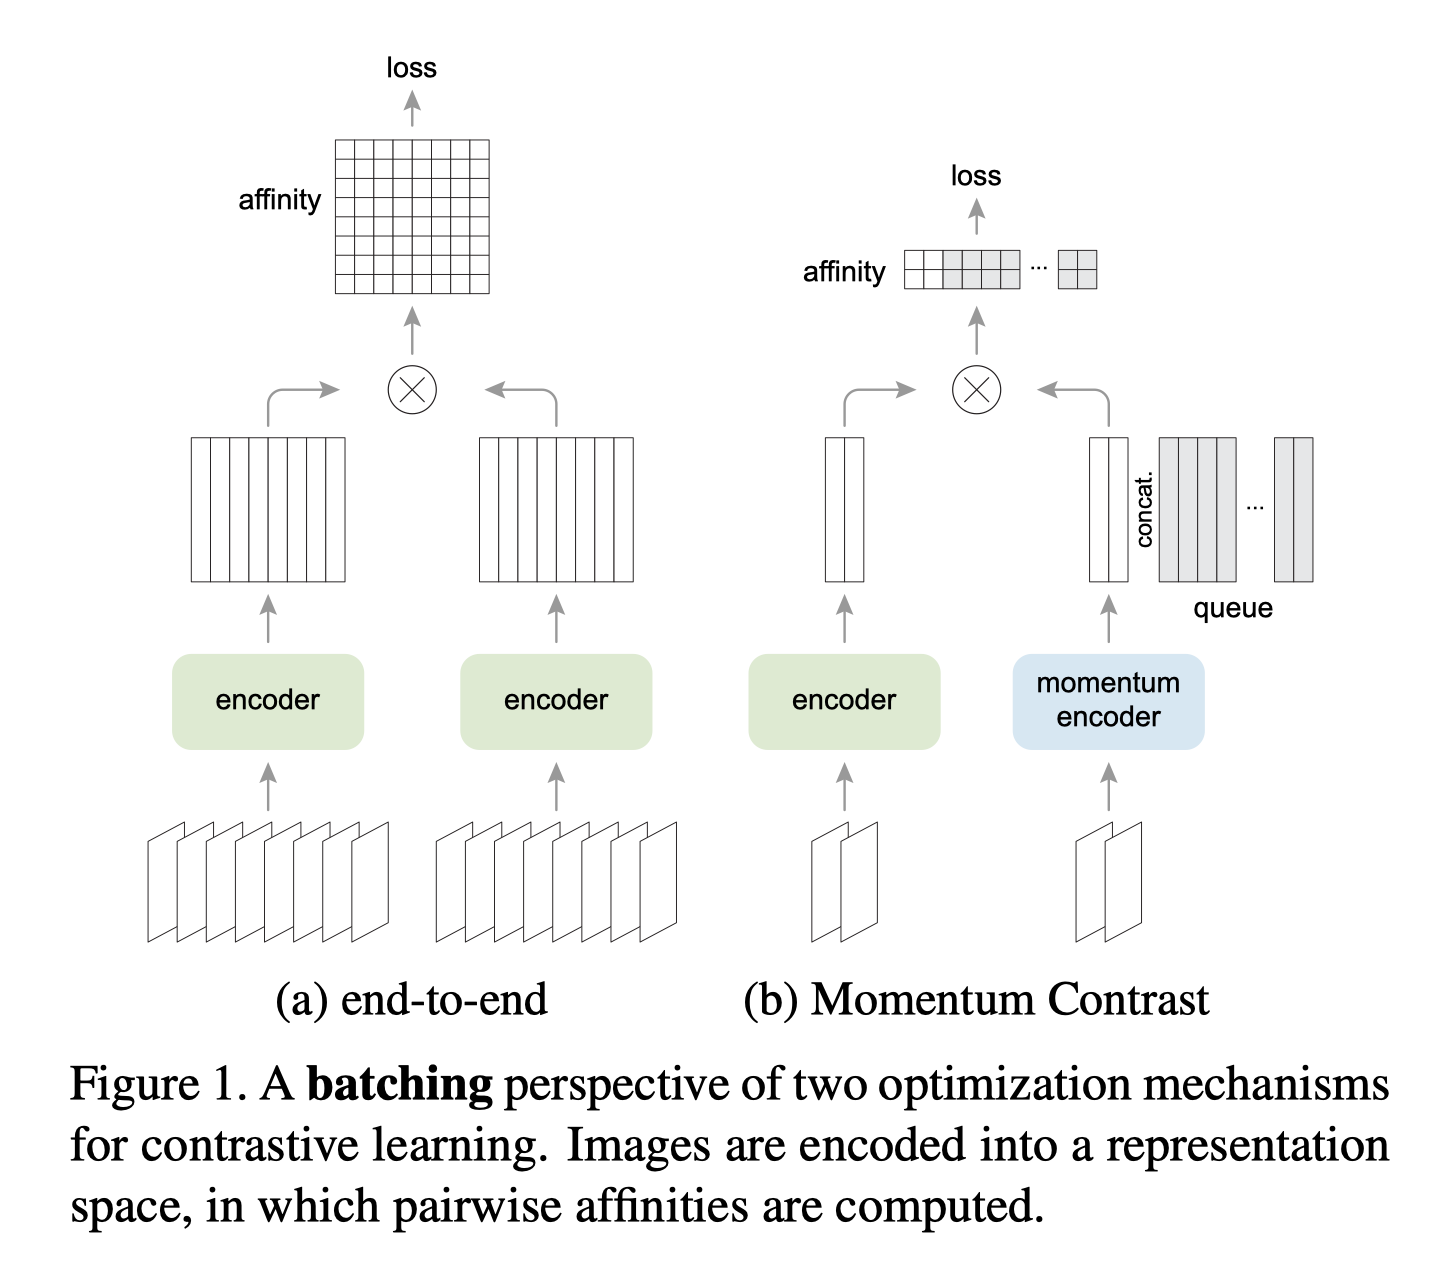 loss
affinity
encoder
encoder
(a) end-to-end
loss
affinity
...
concat.
...
queue
encoder
momentum
encoder
(b) Momentum Contrast
Figure 1. A batching perspective of two optimization mechanisms
for contrastive learning. Images are encoded into a representation
space, in which pairwise affinities are computed.